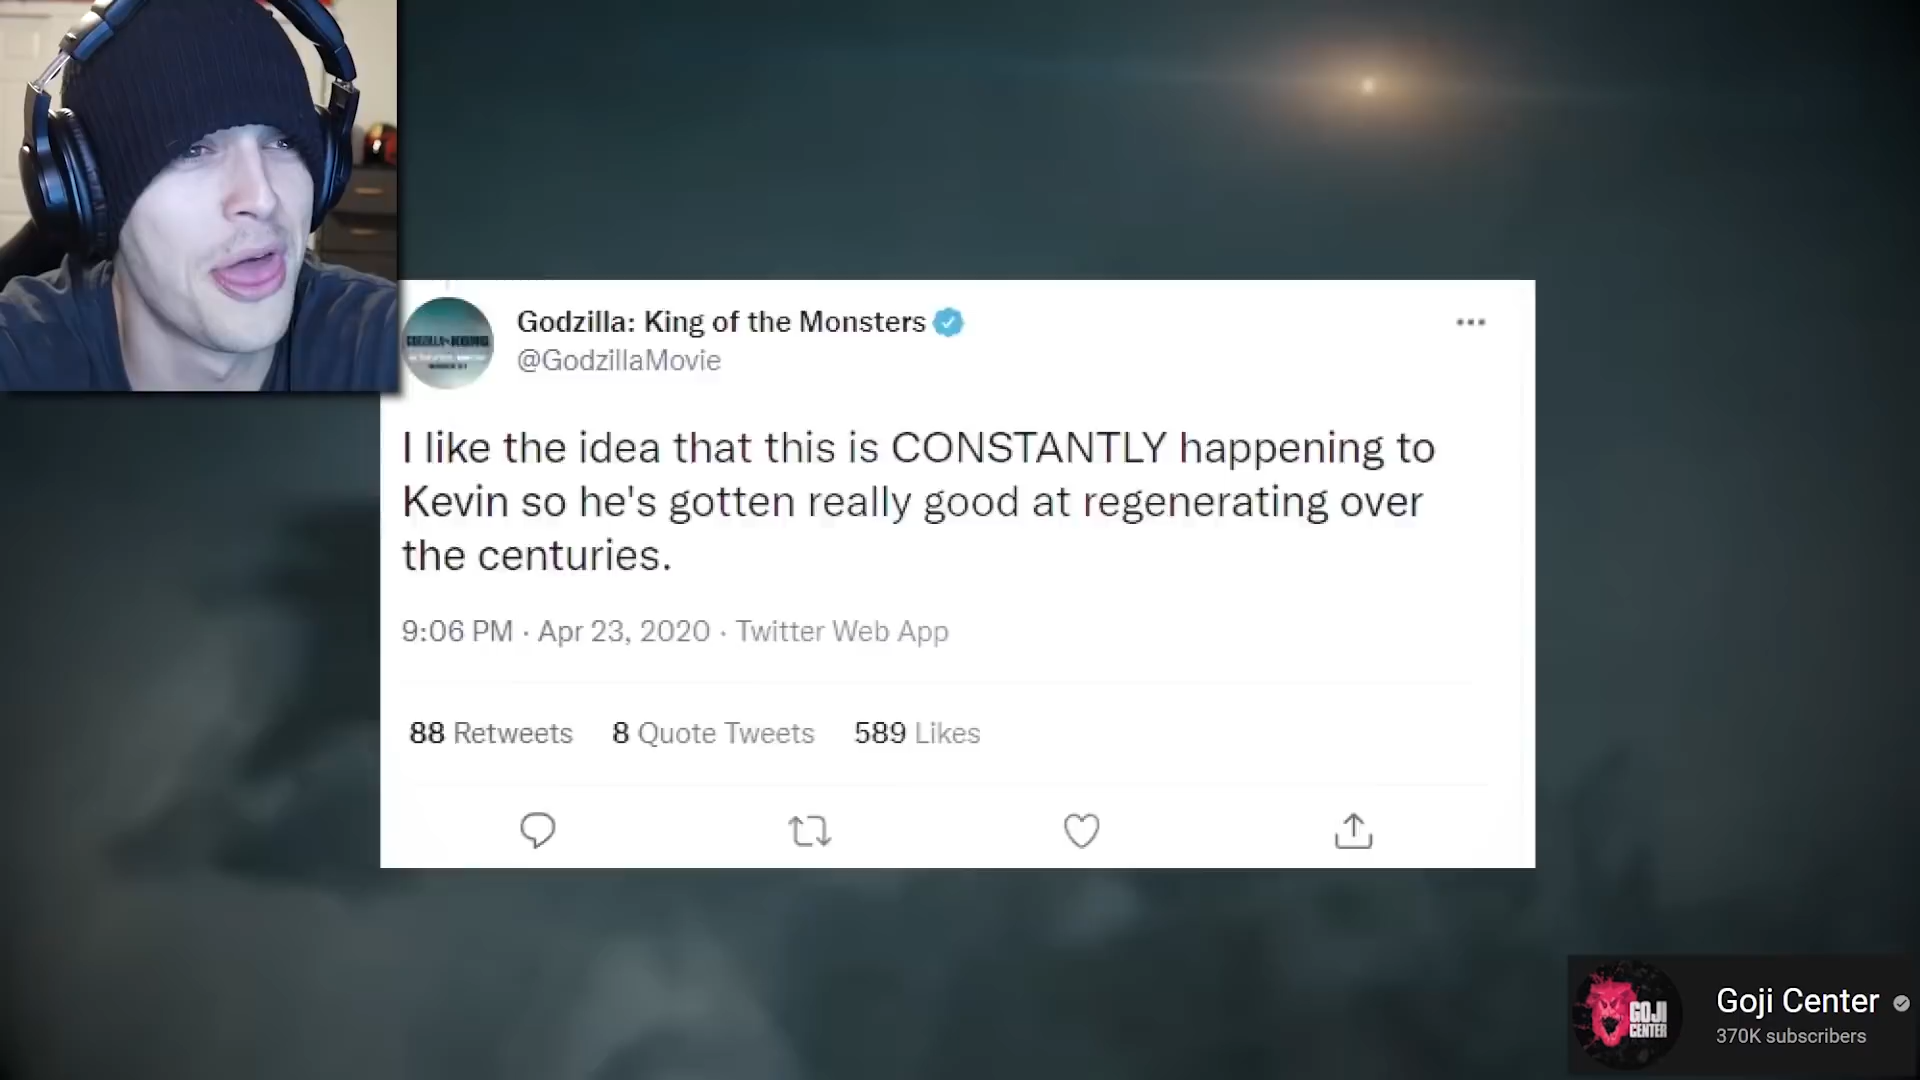 Godzilla: King of the Monsters
@GodzillaMovie
I like the idea that this is CONSTANTLY happening to
Kevin so he's gotten really good at regenerating over
the centuries.
9:06 PM · Apr 23, 2020 · Twitter Web App
88 Retweets 8 Quote Tweets 589 Likes
GOJI
CENTER
Goji Center
370K subscribers